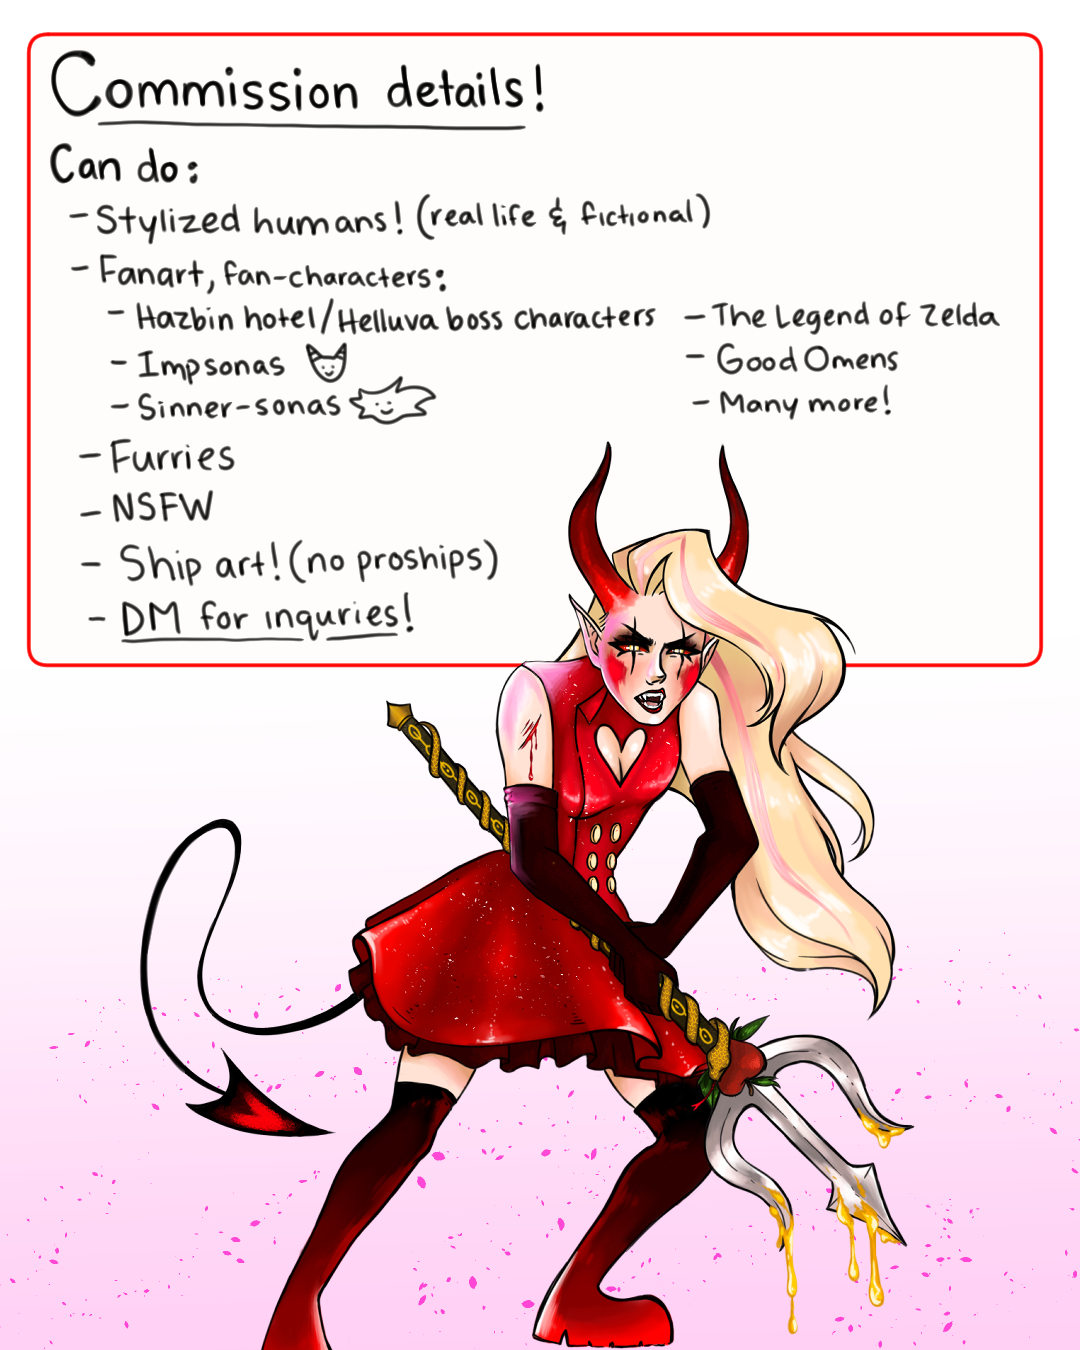 Commission details!
Can do:
- Stylized humans! (real life & fictional)
- Fanart, fan-characters:
- Hazbin hotel/Helluva boss characters
- Impsonas
- Sinner-sonas
- The Legend of Zelda
- Good Omens
- Many more!
- Furries
- NSFW
- Ship art! (no proships)
- DM for inquries!